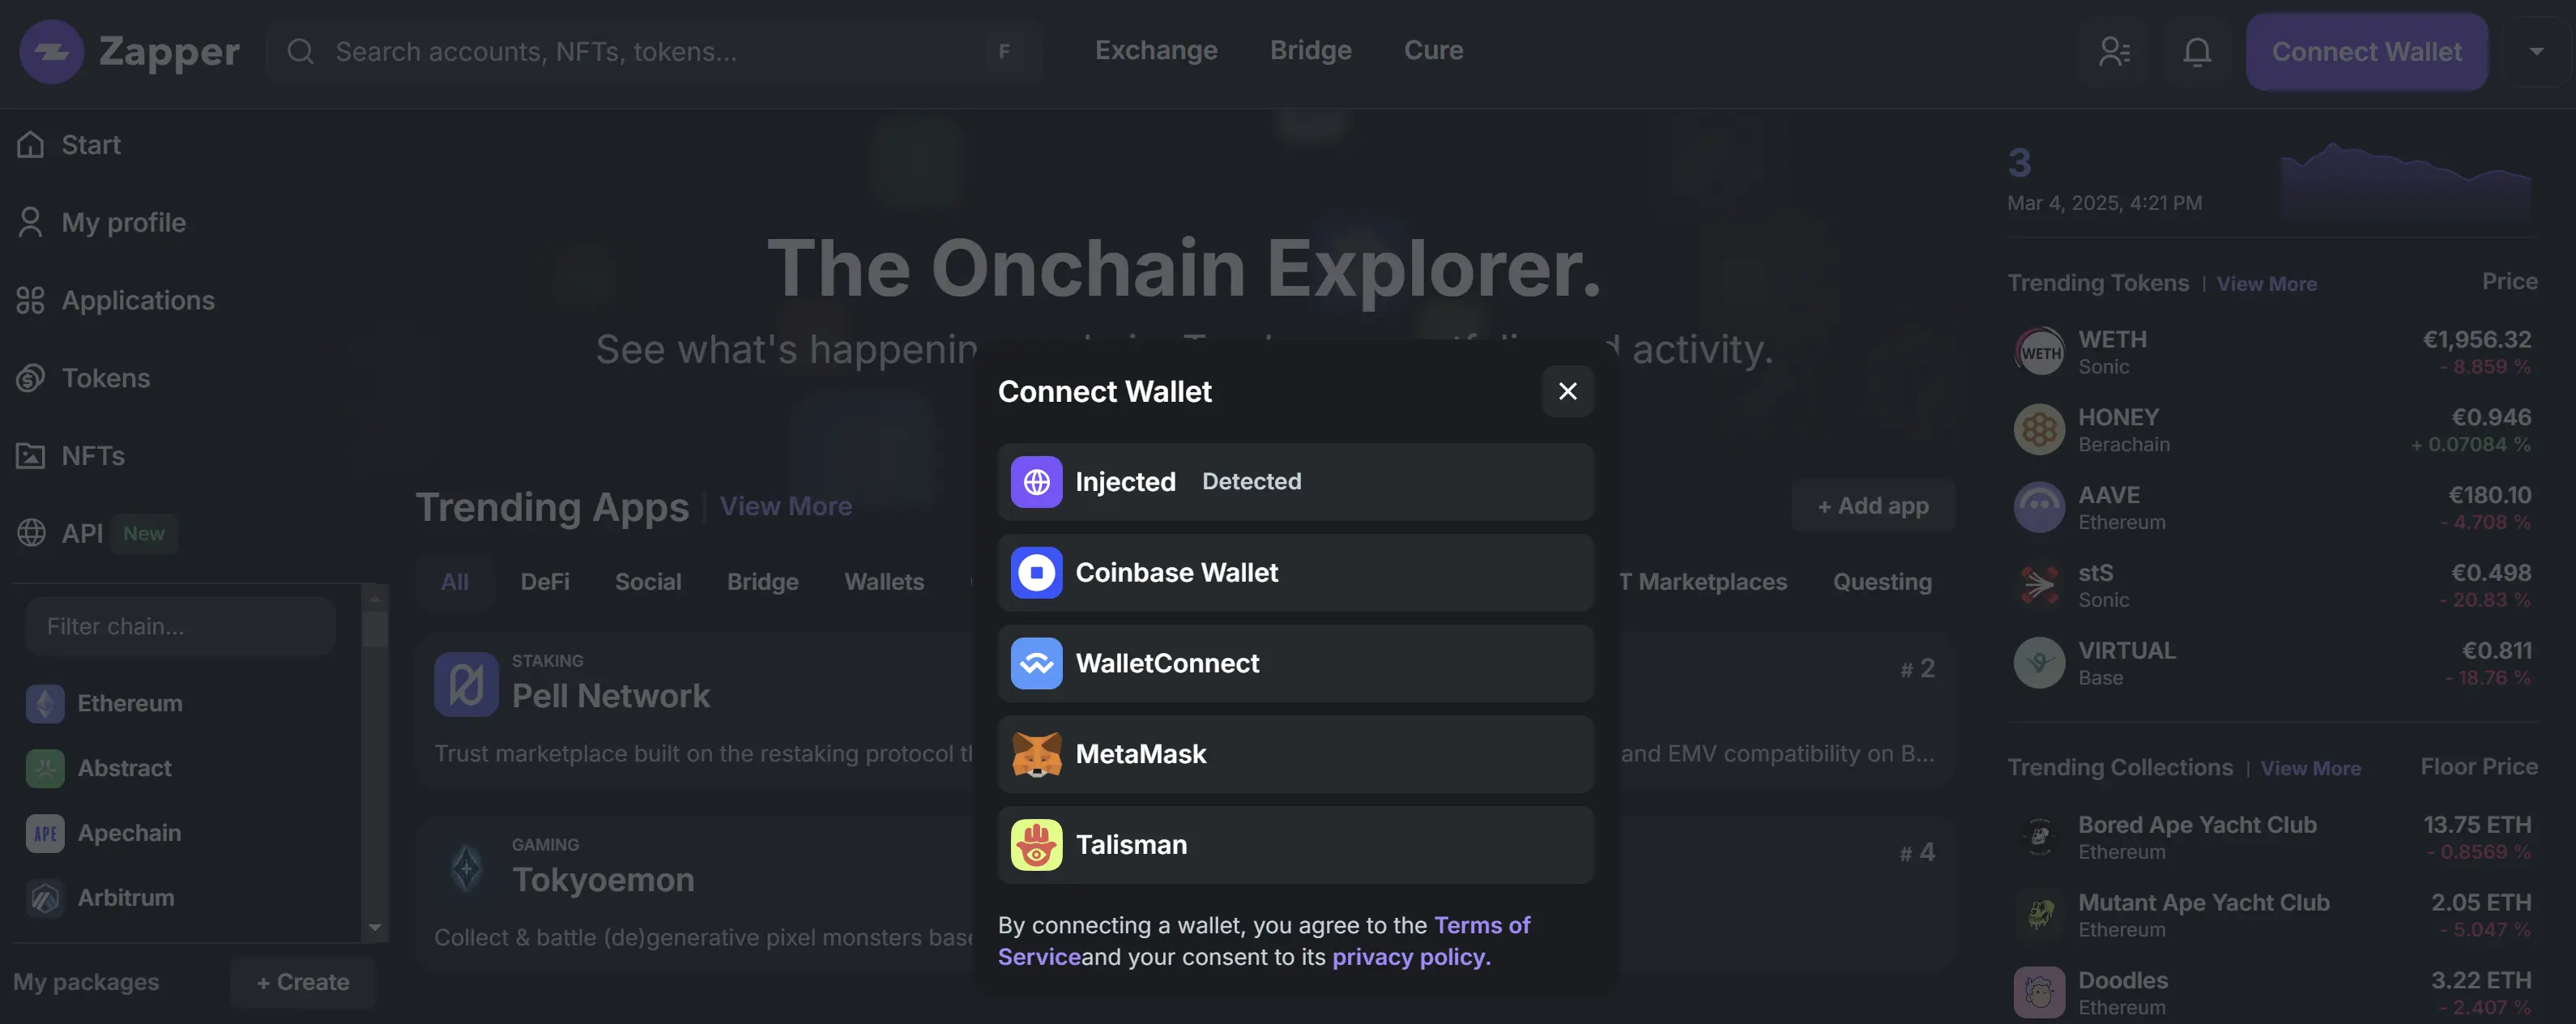 Zapper
Search accounts, NFTs, tokens...
F
Exchange
Bridge
Cure
Connect Wallet
Start
My profile
Applications
Tokens
NFTs
API New
Filter chain...
Ethereum
Abstract
APE Apechain
Arbitrum
My packages
+ Create
The Onchain Explorer.
See what's happenin
activity.
Trending Apps | View More
+ Add app
All
DeFi
Social
Bridge
Wallets
T Marketplaces
Questing
STAKING
Pell Network
Trust marketplace built on the restaking protocol
# 2
and EMV compatibility on B...
GAMING
Tokyoemon
Collect & battle (de)generative pixel monsters base
# 4
Connect Wallet
Injected Detected
Coinbase Wallet
WalletConnect
MetaMask
Talisman
By connecting a wallet, you agree to the Terms of
Serviceand your consent to its privacy policy.
3
Mar 4, 2025, 4:21 PM
Trending Tokens | View More Price
WETH
WETH €1,956.32
Sonic - 8.859 %
HONEY €0.946
Berachain + 0.07084 %
AAVE €180.10
Ethereum - 4.708 %
stS €0.498
Sonic - 20.83 %
VIRTUAL €0.811
Base - 18.76 %
Trending Collections | View More Floor Price
Bored Ape Yacht Club 13.75 ETH
Ethereum - 0.8569 %
Mutant Ape Yacht Club 2.05 ETH
Ethereum - 5.047 %
Doodles 3.22 ETH
Ethereum - 2.407 %